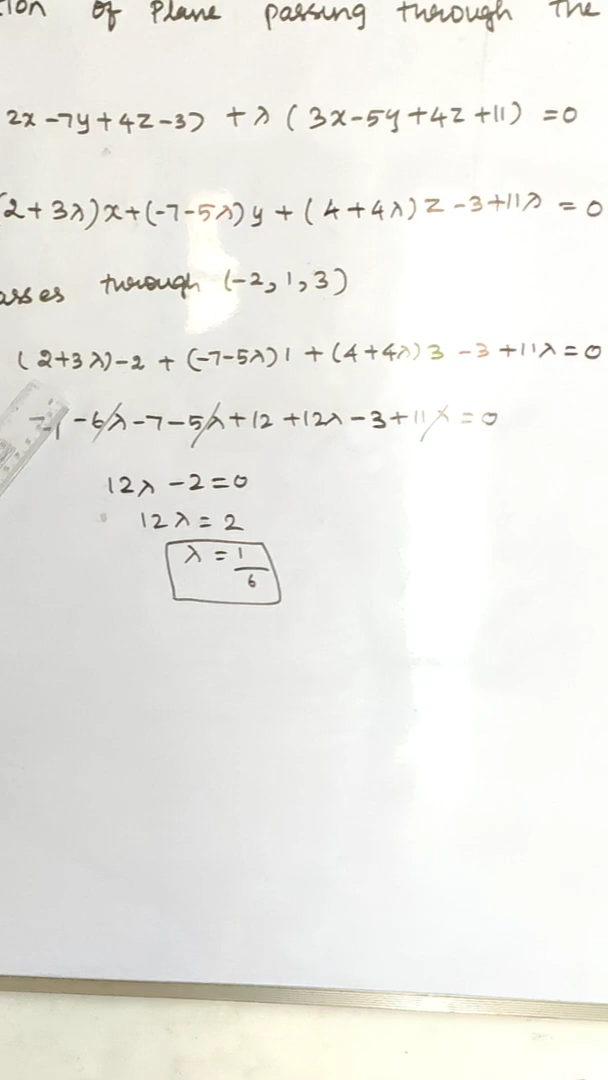 of Plane passing through the
2x-7y+4z-3) + λ (3x-5y+4z+11) =0
(2+3λ)x+(-7-5λ)y + (4+4λ)z -3+11λ = 0
asses through (-2,1,3)
(2+3λ)-2 + (-7-5λ)1 + (4+4λ)3 -3 +11λ=0
-6λ-7-5λ+12+12λ-3+11λ=0
12λ -2=0
12λ = 2
λ = 1/6